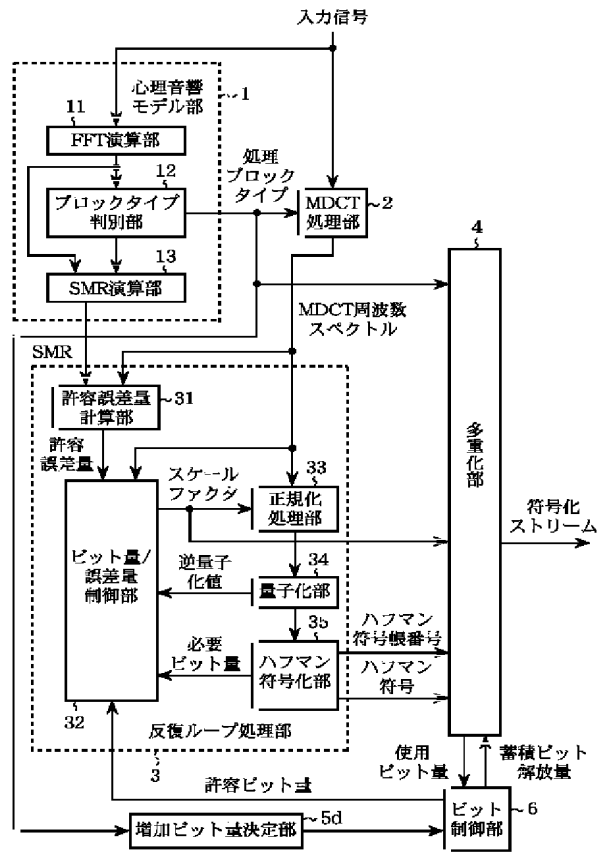 入力信号
心理音響
モデル部
1
11
FFT演算部
12
ブロックタイプ
判別部
13
SMR演算部
処理
ブロック
タイプ
MDCT
処理部
2
4
多重化部
MDCT周波数
スペクトル
SMR
許容誤差量
計算部
31
許容
誤差量
スケール
ファクタ
33
正規化
処理部
ビット量/
誤差量
制御部
32
逆量子
化値
34
量子化部
35
必要
ビット量
ハフマン
符号化部
ハフマン
符号帳番号
ハフマン
符号
符号化
ストリーム
反復ループ処理部
3
許容ビット量
使用
ビット量
蓄積ビット
解放量
5d
増加ビット量決定部
ビット
制御部
6